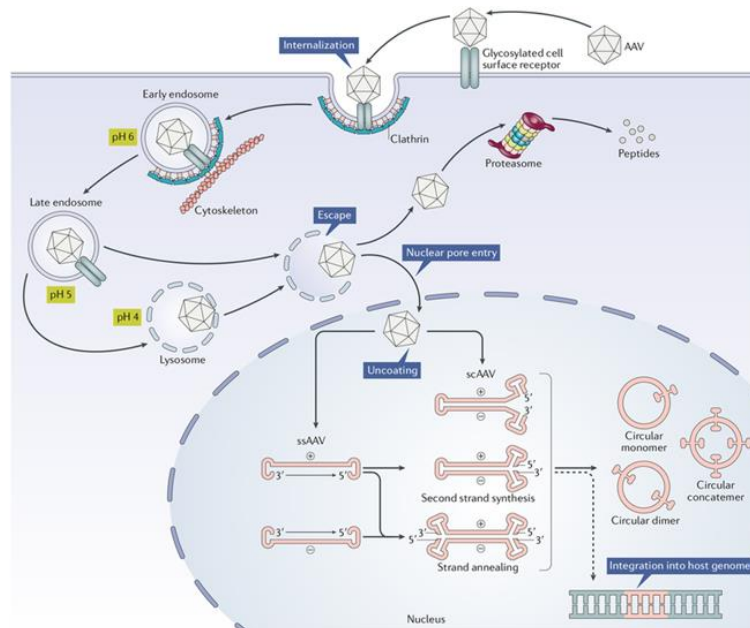 Internalization
Glycosylated cell
surface receptor
AAV
Early endosome
pH 6
Clathrin
Proteasome
Peptides
Cytoskeleton
Late endosome
Escape
Nuclear pore entry
pH 5
pH 4
Lysosome
Uncoating
scAAV
+
5′
3′
−
ssAAV
+
3′ 5′
+
5′
3′
−
Second strand synthesis
3′ 5′
−
+
5′ 3′ 5′ 3′
−
Strand annealing
Circular
monomer
Circular
concatemer
Circular dimer
Integration into host genome
Nucleus